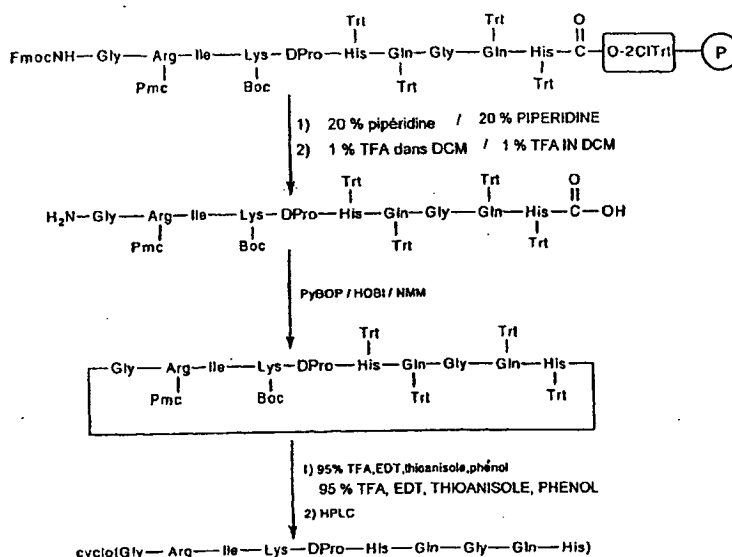 Trt Trt
FmocNH—Gly—Arg—Ile—Lys—DPro—His—Gln—Gly—Gln—His—C—O-2ClTrt—P
O
Pmc Boc Trt Trt
1) 20 % pipéridine / 20 % PIPERIDINE
2) 1 % TFA dans DCM / 1 % TFA IN DCM
Trt Trt O
H₂N—Gly—Arg—Ile—Lys—DPro—His—Gln—Gly—Gln—His—C—OH
Pmc Boc Trt Trt
PyBOP / HOBt / NMM
Trt Trt
Gly—Arg—Ile—Lys—DPro—His—Gln—Gly—Gln—His
Pmc Boc Trt Trt
1) 95% TFA,EDT,thioanisole,phénol
95 % TFA, EDT, THIOANISOLE, PHENOL
2) HPLC
cyclo(Gly—Arg—Ile—Lys—DPro—His—Gln—Gly—Gln—His)